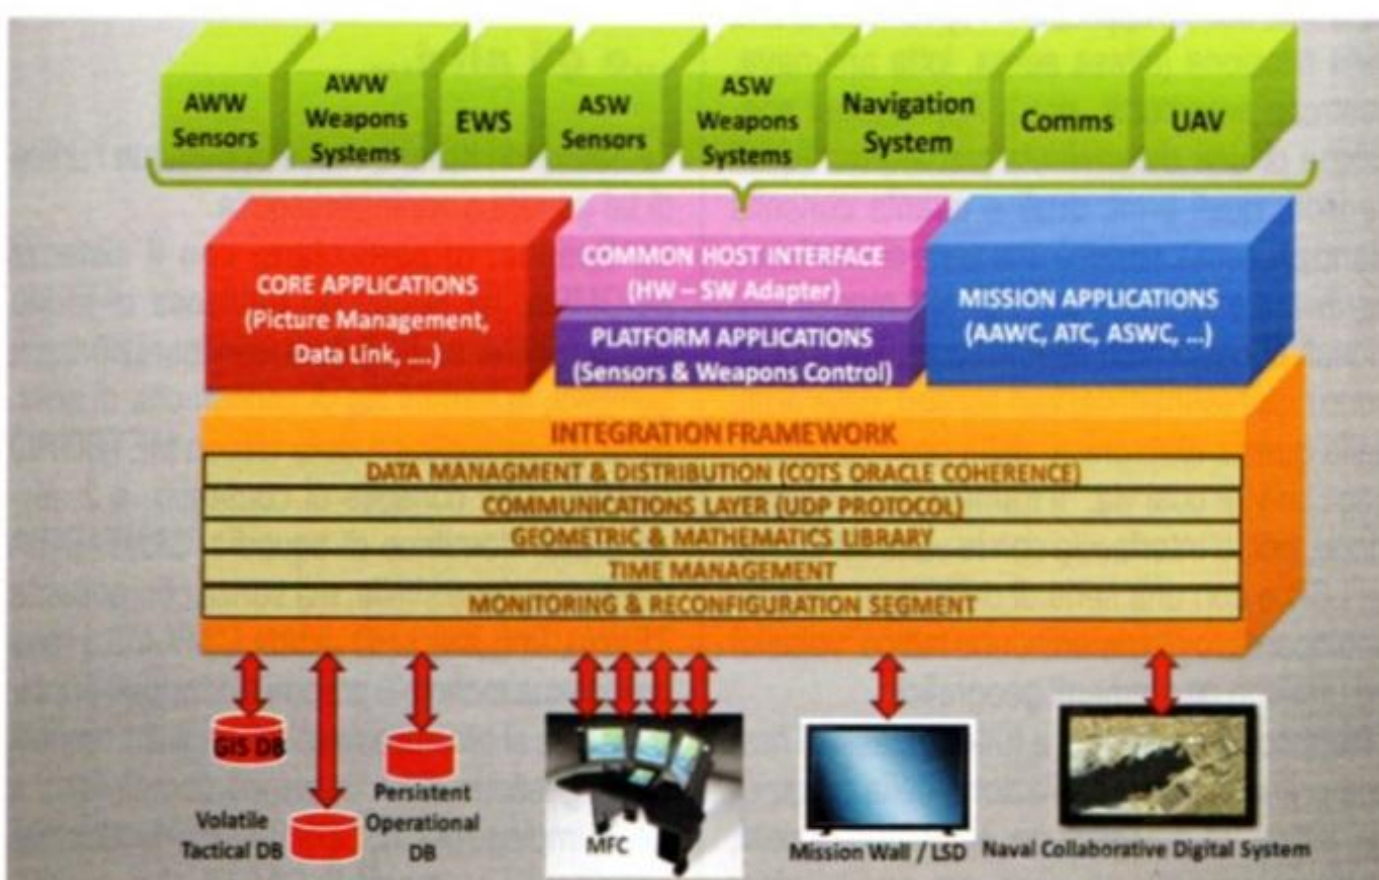 AWW
Sensors
AWW
Weapons
Systems
EWS
ASW
Sensors
ASW
Weapons
Systems
Navigation
System
Comms
UAV
CORE APPLICATIONS
(Picture Management,
Data Link, ....)
COMMON HOST INTERFACE
(HW – SW Adapter)
PLATFORM APPLICATIONS
(Sensors & Weapons Control)
MISSION APPLICATIONS
(AAWC, ATC, ASWC, ...)
INTEGRATION FRAMEWORK
DATA MANAGMENT & DISTRIBUTION (COTS ORACLE COHERENCE)
COMMUNICATIONS LAYER (UDP PROTOCOL)
GEOMETRIC & MATHEMATICS LIBRARY
TIME MANAGEMENT
MONITORING & RECONFIGURATION SEGMENT
GIS DB
Volatile
Tactical DB
Persistent
Operational
DB
MFC
Mission Wall / LSD
Naval Collaborative Digital System